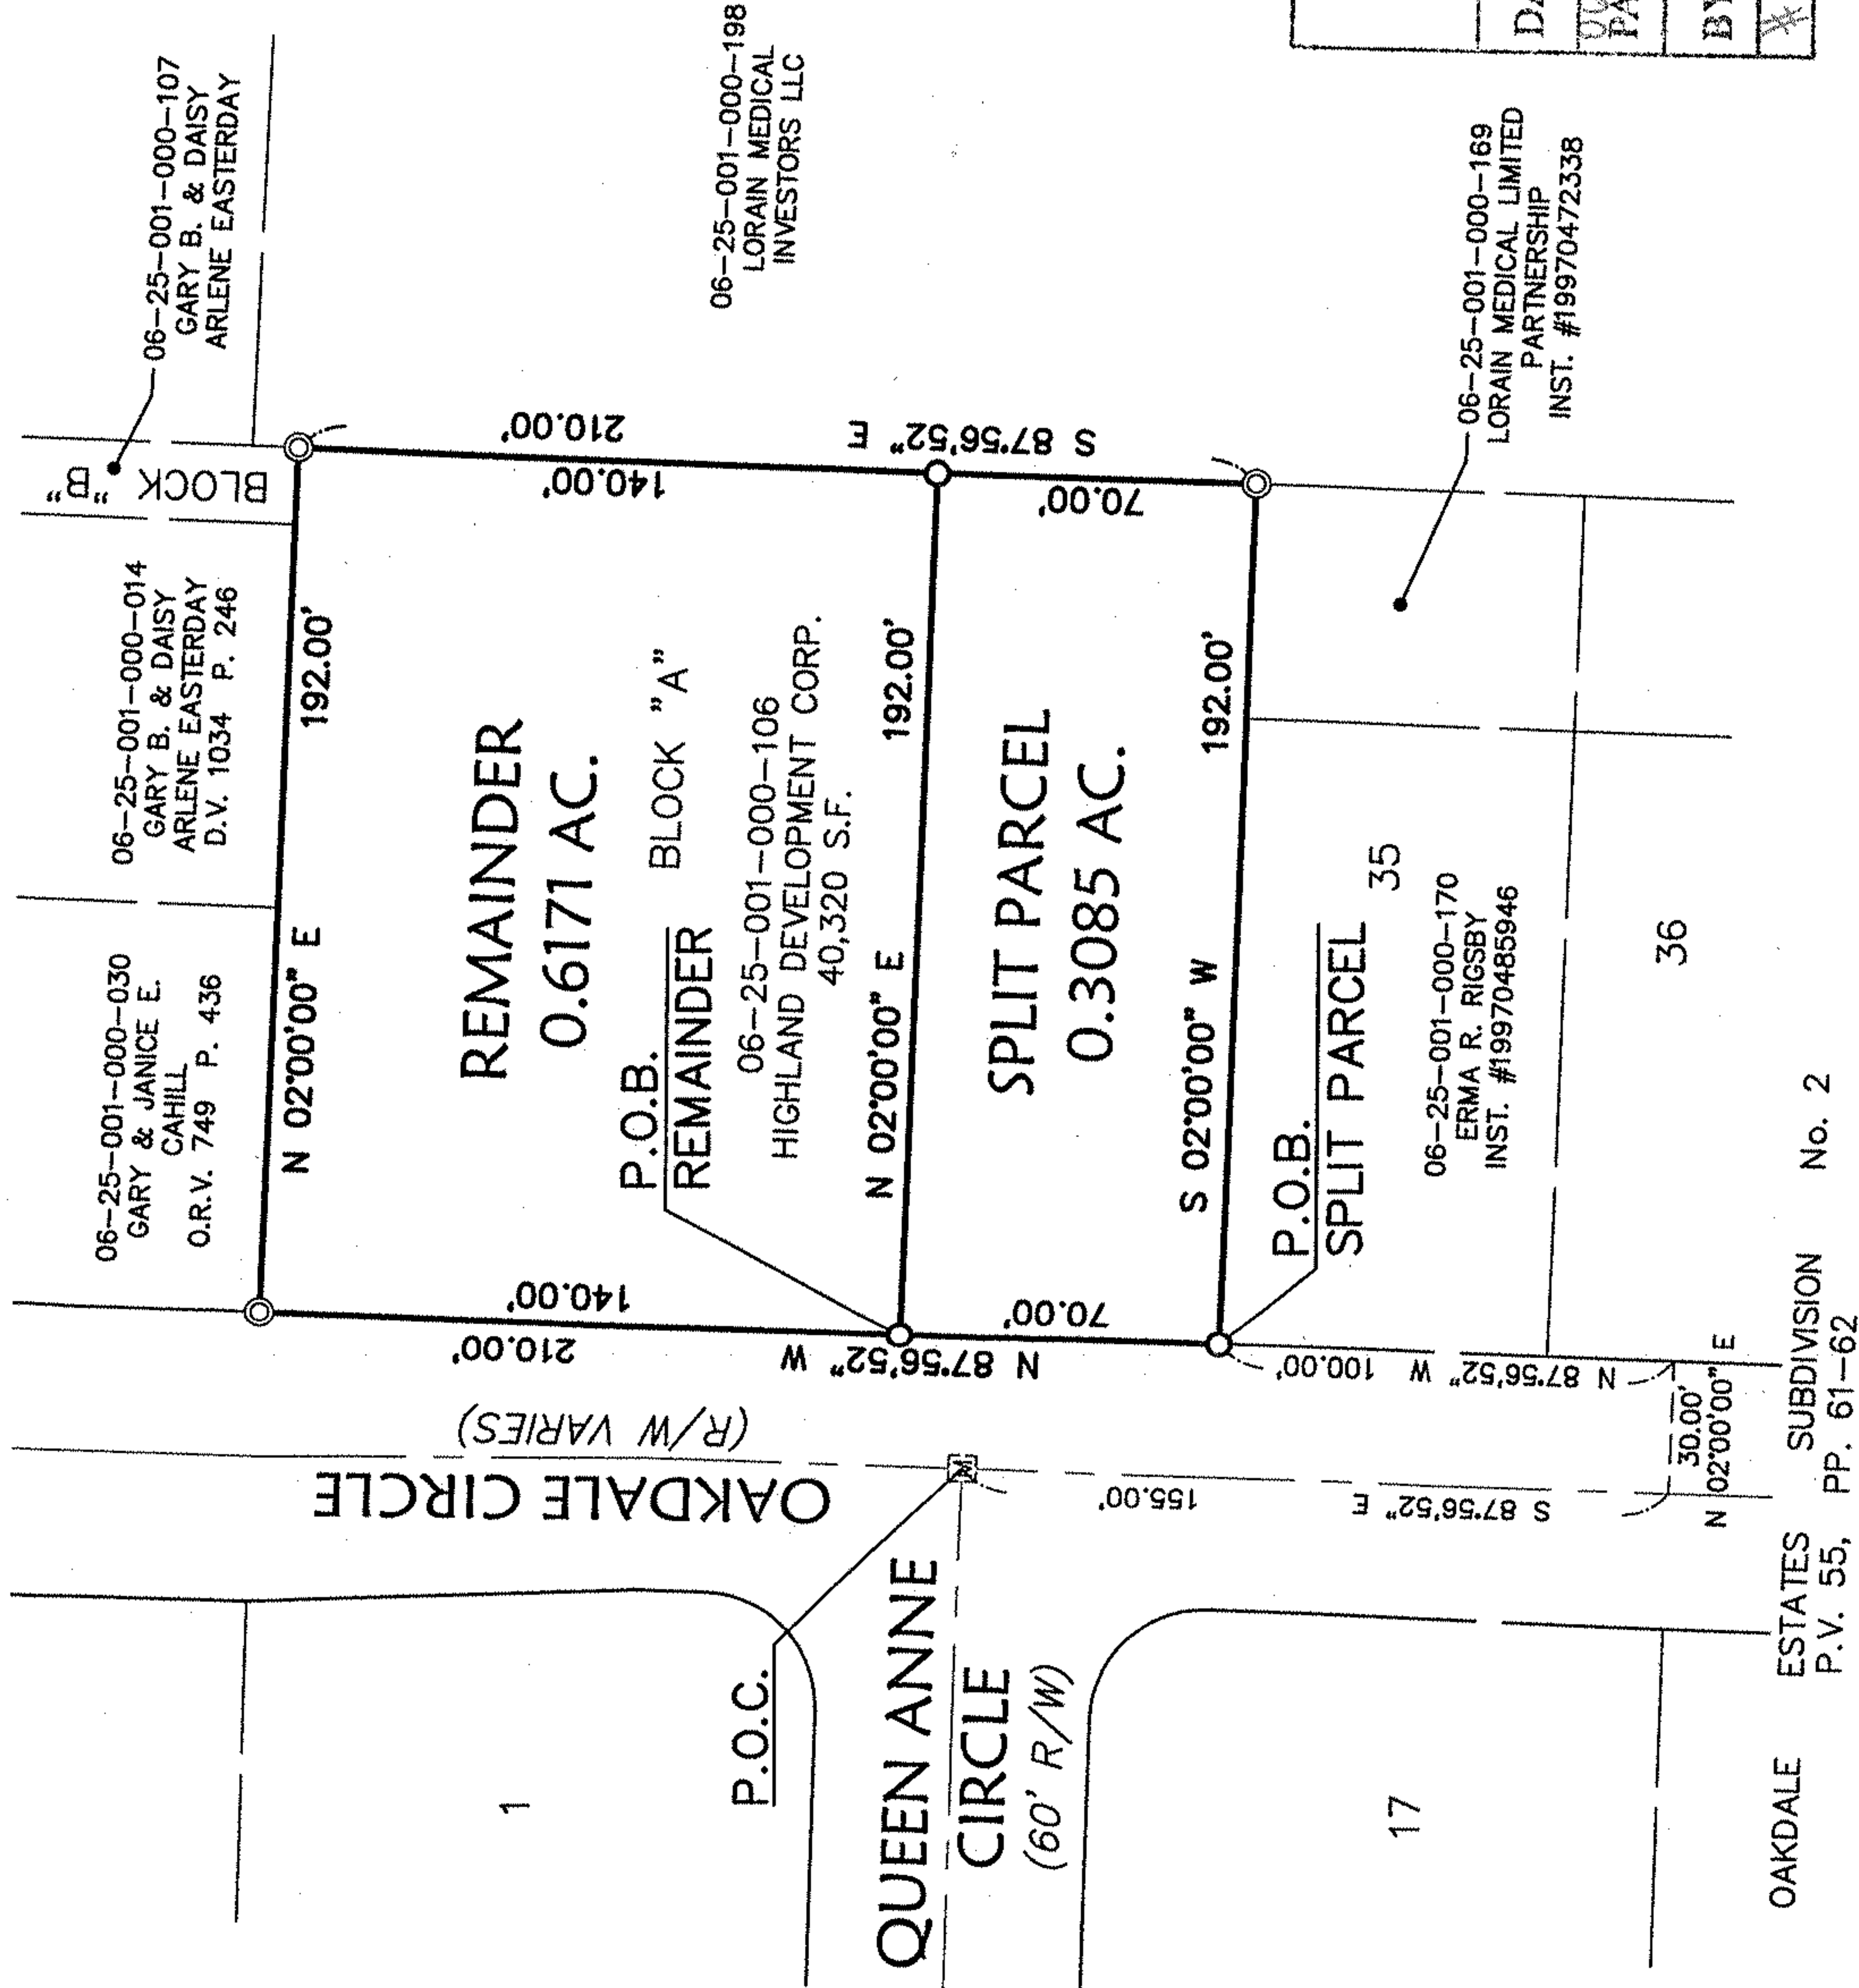 06-25-001-000-030
GARY & JANICE E.
CAHILL
O.R.V. 749 P. 436
06-25-001-000-014
GARY B. & DAISY
ARLENE EASTERDAY
D.V. 1034 P. 246
BLOCK "B"
06-25-001-000-107
GARY B. & DAISY
ARLENE EASTERDAY
N 02°00'00" E
192.00'
210.00'
140.00'
REMAINDER
0.6171 AC.
P.O.B.
REMAINDER
BLOCK "A"
06-25-001-000-106
HIGHLAND DEVELOPMENT CORP.
40,320 S.F.
210.00'
140.00'
06-25-001-000-198
LORAIN MEDICAL
INVESTORS LLC
N 87°56'52" W
N 02°00'00" E
192.00'
S 87°56'52" E
70.00'
SPLIT PARCEL
0.3085 AC.
70.00'
S 02°00'00" W
192.00'
P.O.B.
SPLIT PARCEL
35
06-25-001-000-170
ERMA R. RIGSBY
INST. #19970485946
06-25-001-000-169
LORAIN MEDICAL LIMITED
PARTNERSHIP
INST. #19970472338
36
N 87°56'52" W 100.00'
30.00'
N 02°00'00" E
S 87°56'52" E
155.00'
OAKDALE CIRCLE
(R/W VARIES)
P.O.C.
QUEEN ANNE
CIRCLE
(60' R/W)
1
17
OAKDALE ESTATES SUBDIVISION No. 2
P.V. 55, PP. 61-62
M
DA
PA
BY